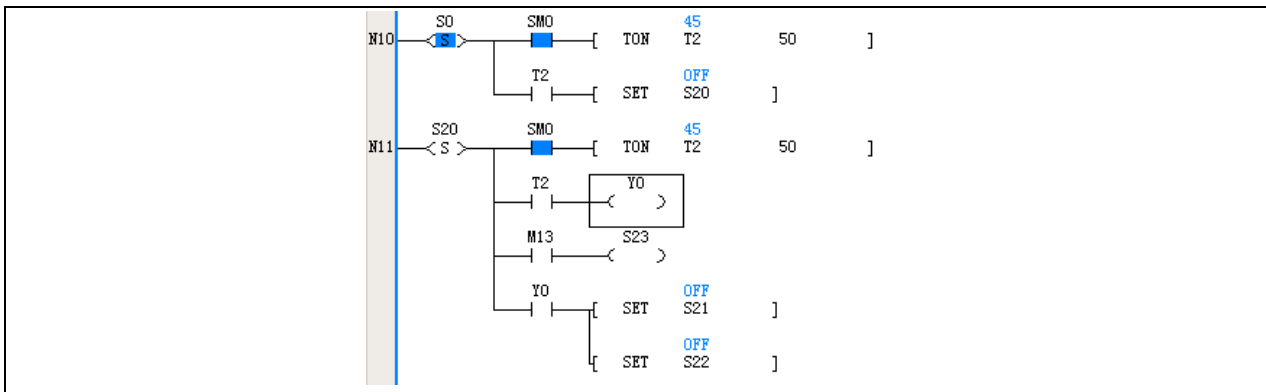 S0 SM0 45
N10 S [ TON T2 50 ]
T2 OFF
[ SET S20 ]
S20 SM0 45
N11 S [ TON T2 50 ]
T2 Y0
M13 S23
Y0 OFF
[ SET S21 ]
OFF
[ SET S22 ]